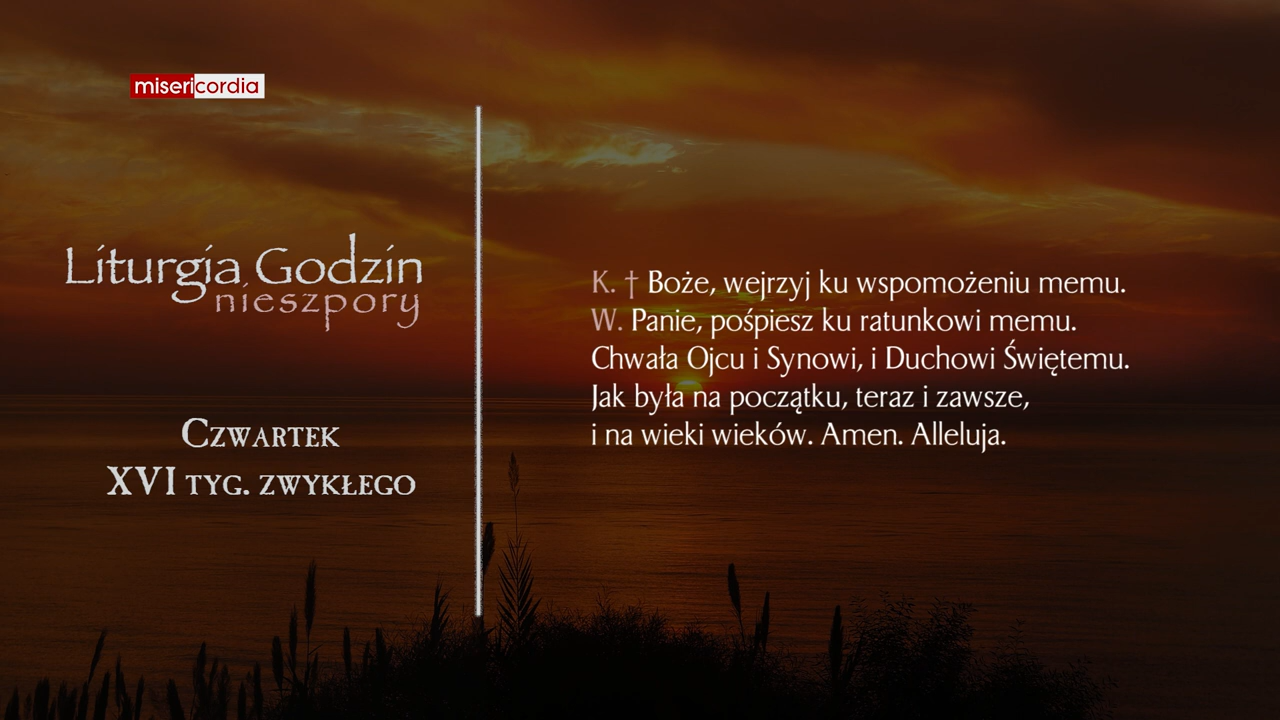 misericordia
Liturgia Godzin
nieszpory
Czwartek
XVI tyg. zwykłego
K. † Boże, wejrzyj ku wspomożeniu memu.
W. Panie, pośpiesz ku ratunkowi memu.
Chwała Ojcu i Synowi, i Duchowi Świętemu.
Jak była na początku, teraz i zawsze,
i na wieki wieków. Amen. Alleluja.